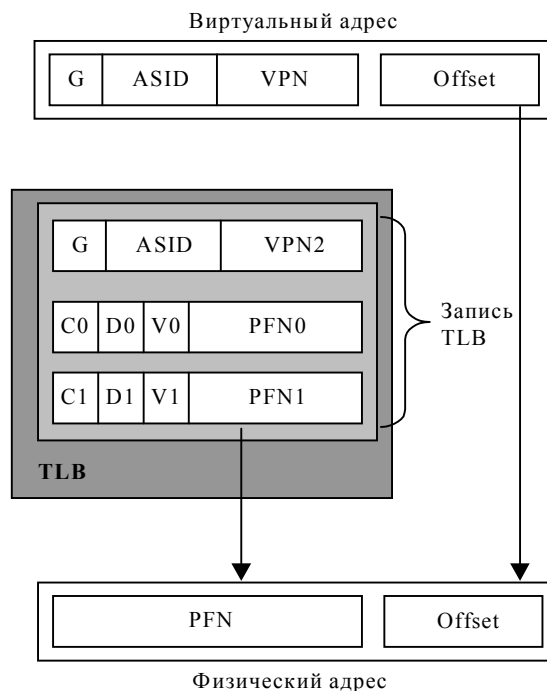 Виртуальный адрес
G ASID VPN Offset
G ASID VPN2
C0 D0 V0 PFN0
Запись
TLB
C1 D1 V1 PFN1
TLB
PFN Offset
Физический адрес